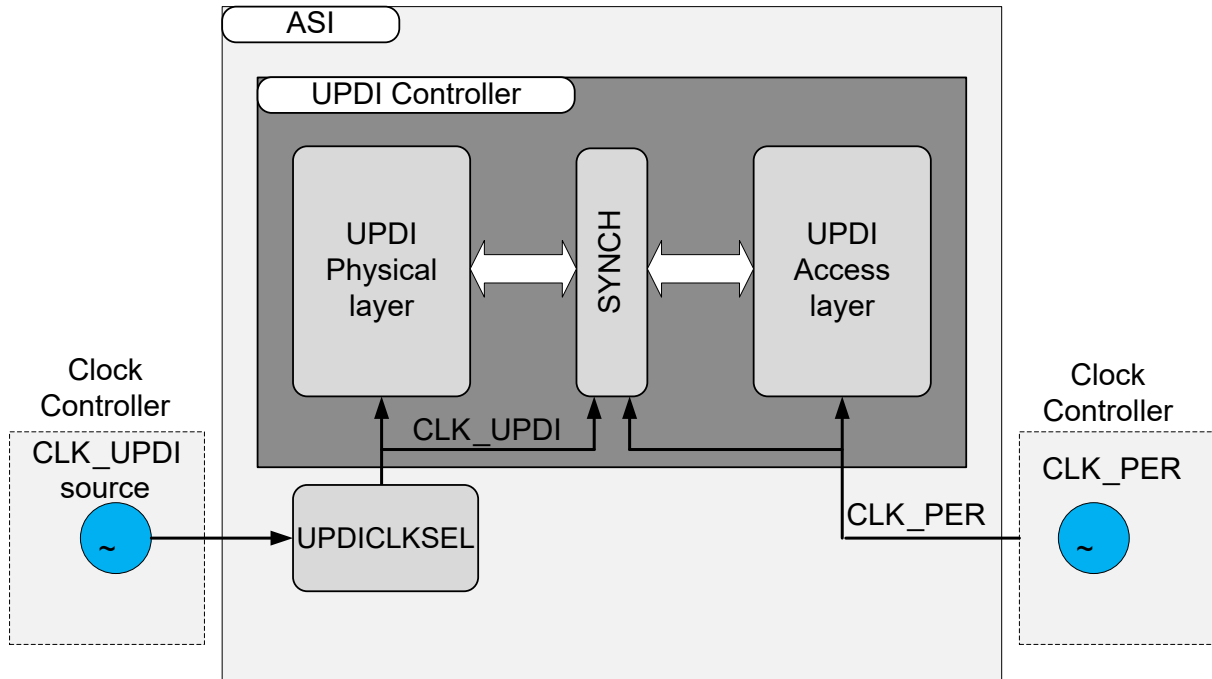 ASI
UPDI Controller
UPDI
Physical
layer
SYNCH
UPDI
Access
layer
Clock
Controller
CLK_UPDI
source
~
CLK_UPDI
UPDICLKSEL
CLK_PER
Clock
Controller
CLK_PER
~